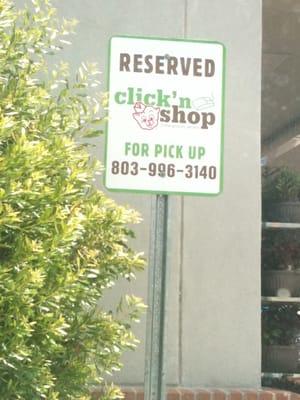 RESERVED
click'n
shop
FOR PICK UP
803-996-3140